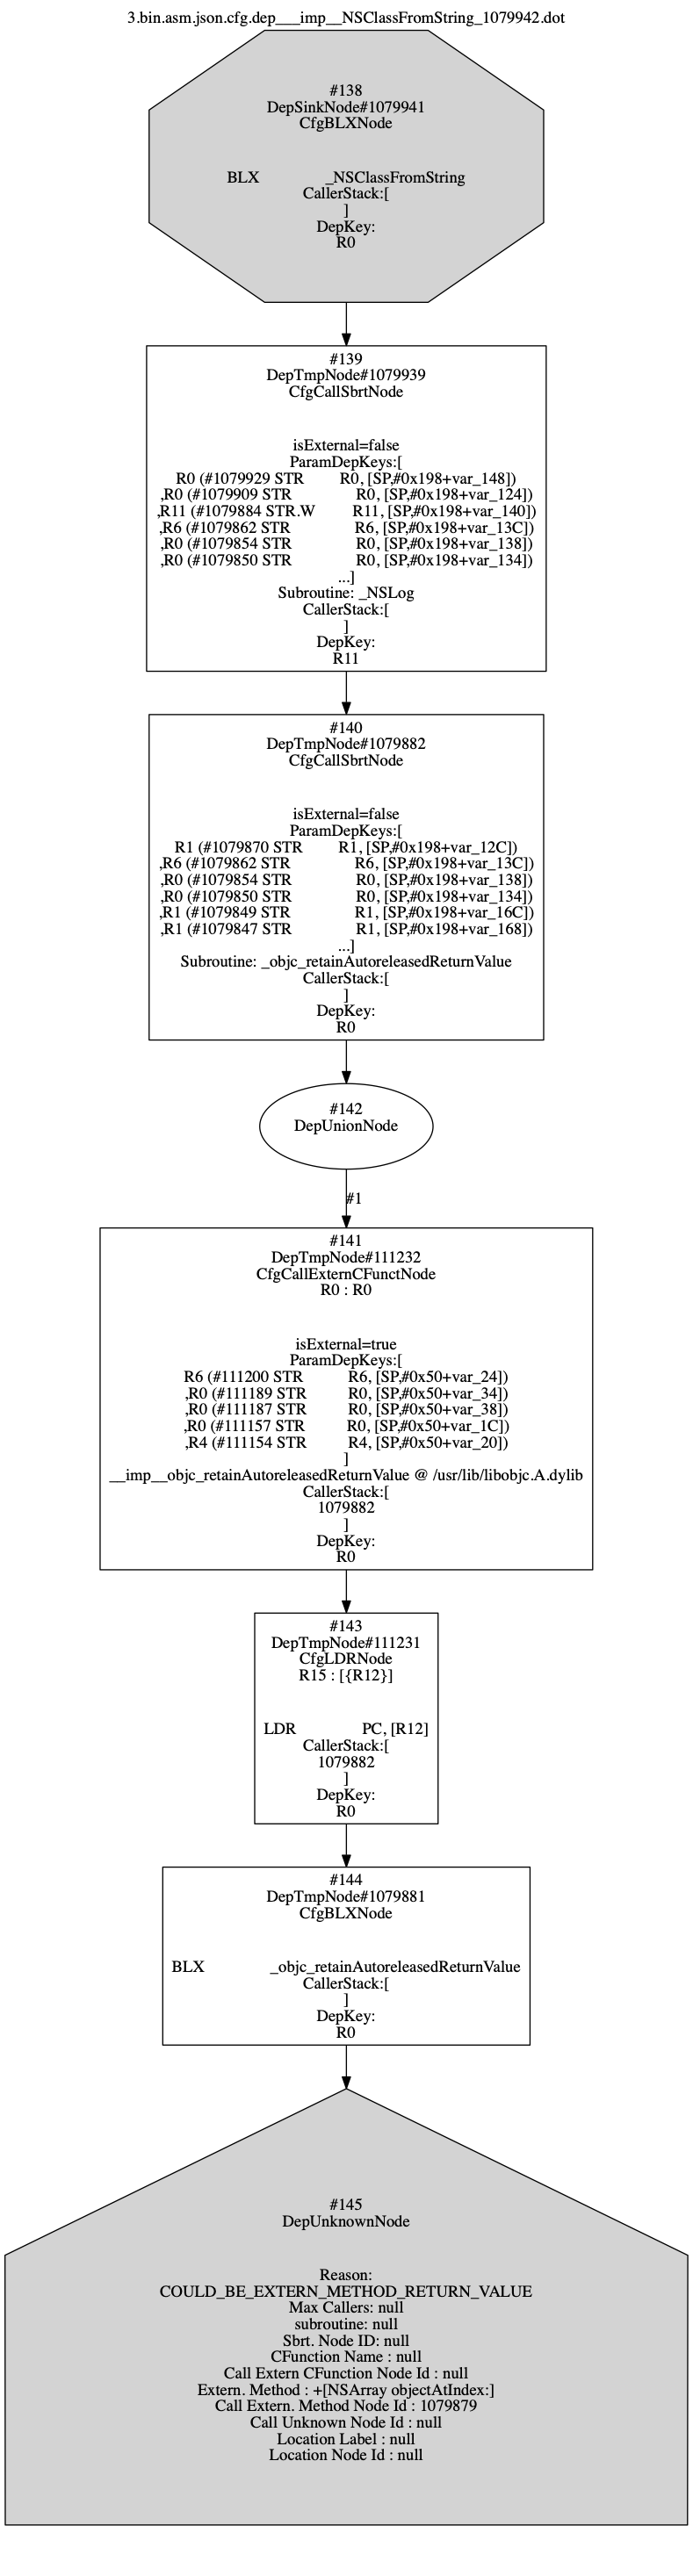 3.bin.asm.json.cfg.dep___imp__NSClassFromString_1079942.dot
#138
DepSinkNode#1079941
CfgBLXNode
BLX _NSClassFromString
CallerStack:[
]
DepKey:
R0
#139
DepTmpNode#1079939
CfgCallSbrtNode
isExternal=false
ParamDepKeys:[
R0 (#1079929 STR R0, [SP,#0x198+var_148])
,R0 (#1079909 STR R0, [SP,#0x198+var_124])
,R11 (#1079884 STR.W R11, [SP,#0x198+var_140])
,R6 (#1079862 STR R6, [SP,#0x198+var_13C])
,R0 (#1079854 STR R0, [SP,#0x198+var_138])
,R0 (#1079850 STR R0, [SP,#0x198+var_134])
...]
Subroutine: _NSLog
CallerStack:[
]
DepKey:
R11
#140
DepTmpNode#1079882
CfgCallSbrtNode
isExternal=false
ParamDepKeys:[
R1 (#1079870 STR R1, [SP,#0x198+var_12C])
,R6 (#1079862 STR R6, [SP,#0x198+var_13C])
,R0 (#1079854 STR R0, [SP,#0x198+var_138])
,R0 (#1079850 STR R0, [SP,#0x198+var_134])
,R1 (#1079849 STR R1, [SP,#0x198+var_16C])
,R1 (#1079847 STR R1, [SP,#0x198+var_168])
...]
Subroutine: _objc_retainAutoreleasedReturnValue
CallerStack:[
]
DepKey:
R0
#142
DepUnionNode
#1
#141
DepTmpNode#111232
CfgCallExternCFunctNode
R0 : R0
isExternal=true
ParamDepKeys:[
R6 (#111200 STR R6, [SP,#0x50+var_24])
,R0 (#111189 STR R0, [SP,#0x50+var_34])
,R0 (#111187 STR R0, [SP,#0x50+var_38])
,R0 (#111157 STR R0, [SP,#0x50+var_1C])
,R4 (#111154 STR R4, [SP,#0x50+var_20])
]
__imp__objc_retainAutoreleasedReturnValue @ /usr/lib/libobjc.A.dylib
CallerStack:[
1079882
]
DepKey:
R0
#143
DepTmpNode#111231
CfgLDRNode
R15 : [{R12}]
LDR PC, [R12]
CallerStack:[
1079882
]
DepKey:
R0
#144
DepTmpNode#1079881
CfgBLXNode
BLX _objc_retainAutoreleasedReturnValue
CallerStack:[
]
DepKey:
R0
#145
DepUnknownNode
Reason:
COULD_BE_EXTERN_METHOD_RETURN_VALUE
Max Callers: null
subroutine: null
Sbrt. Node ID: null
CFunction Name : null
Call Extern CFunction Node Id : null
Extern. Method : +[NSArray objectAtIndex:]
Call Extern. Method Node Id : 1079879
Call Unknown Node Id : null
Location Label : null
Location Node Id : null